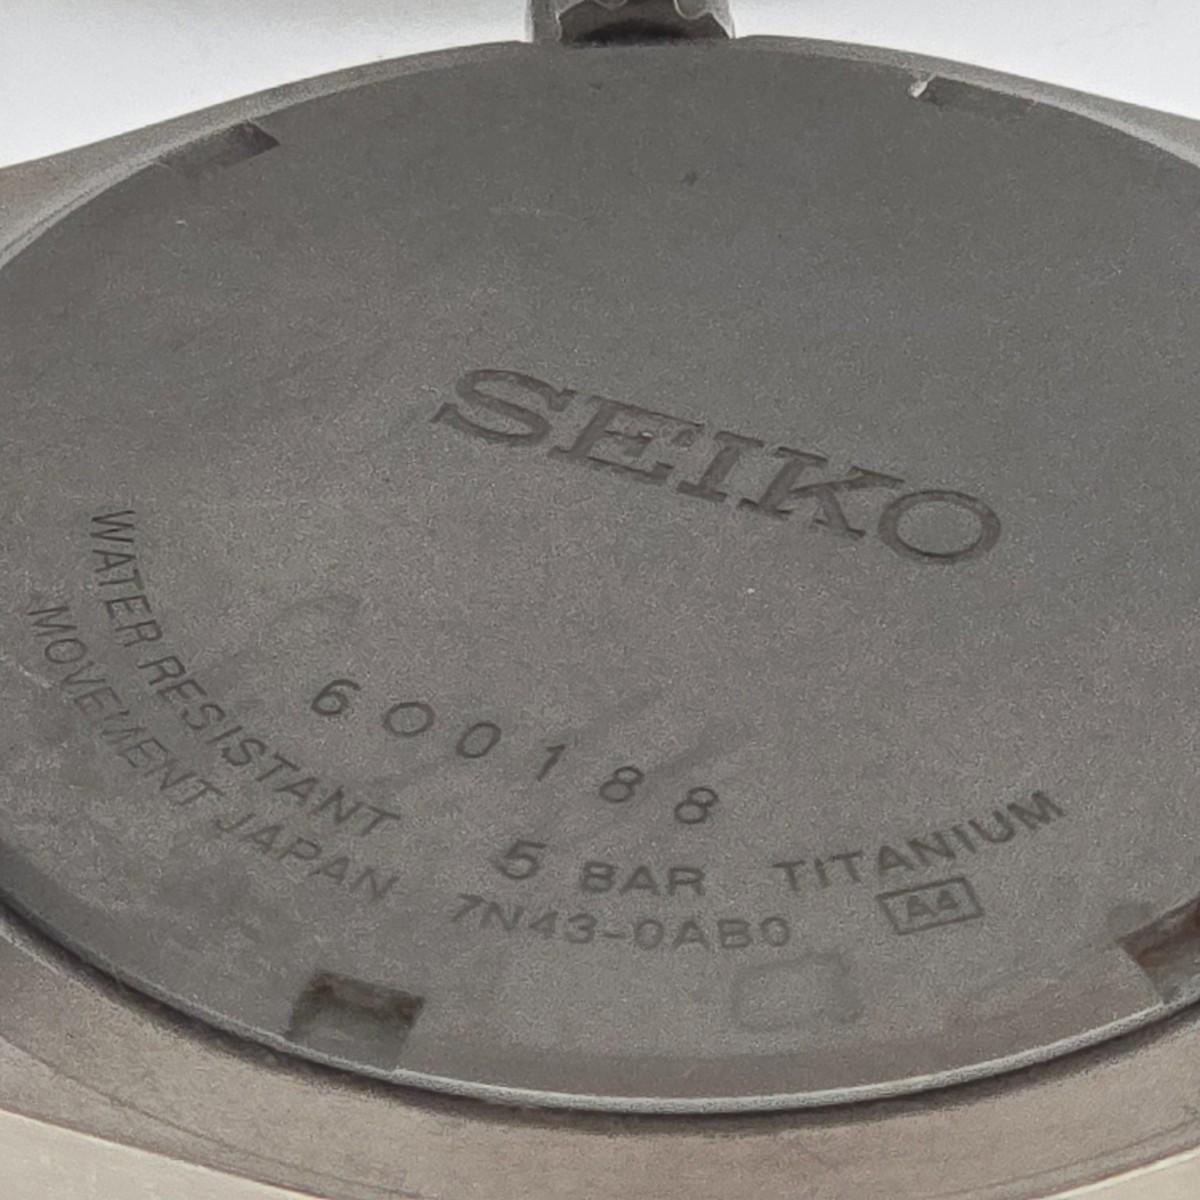 SEIKO
600188
WATER RESISTANT 5 BAR TITANIUM
MOVEMENT JAPAN 7N43-0AB0 A4